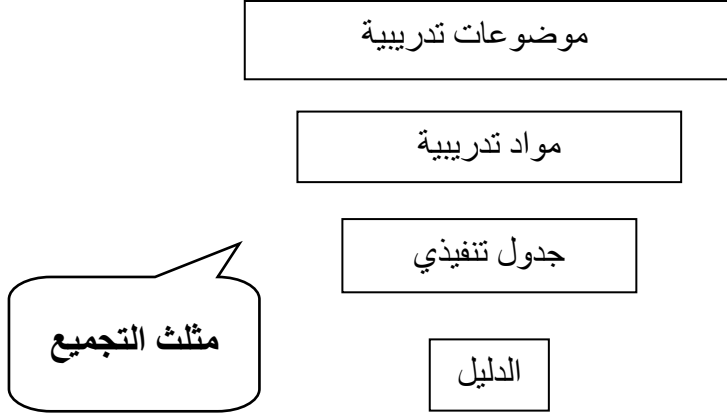 موضوعات تدريبية
مواد تدريبية
جدول تنفيذي
مثلث التجميع
الدليل